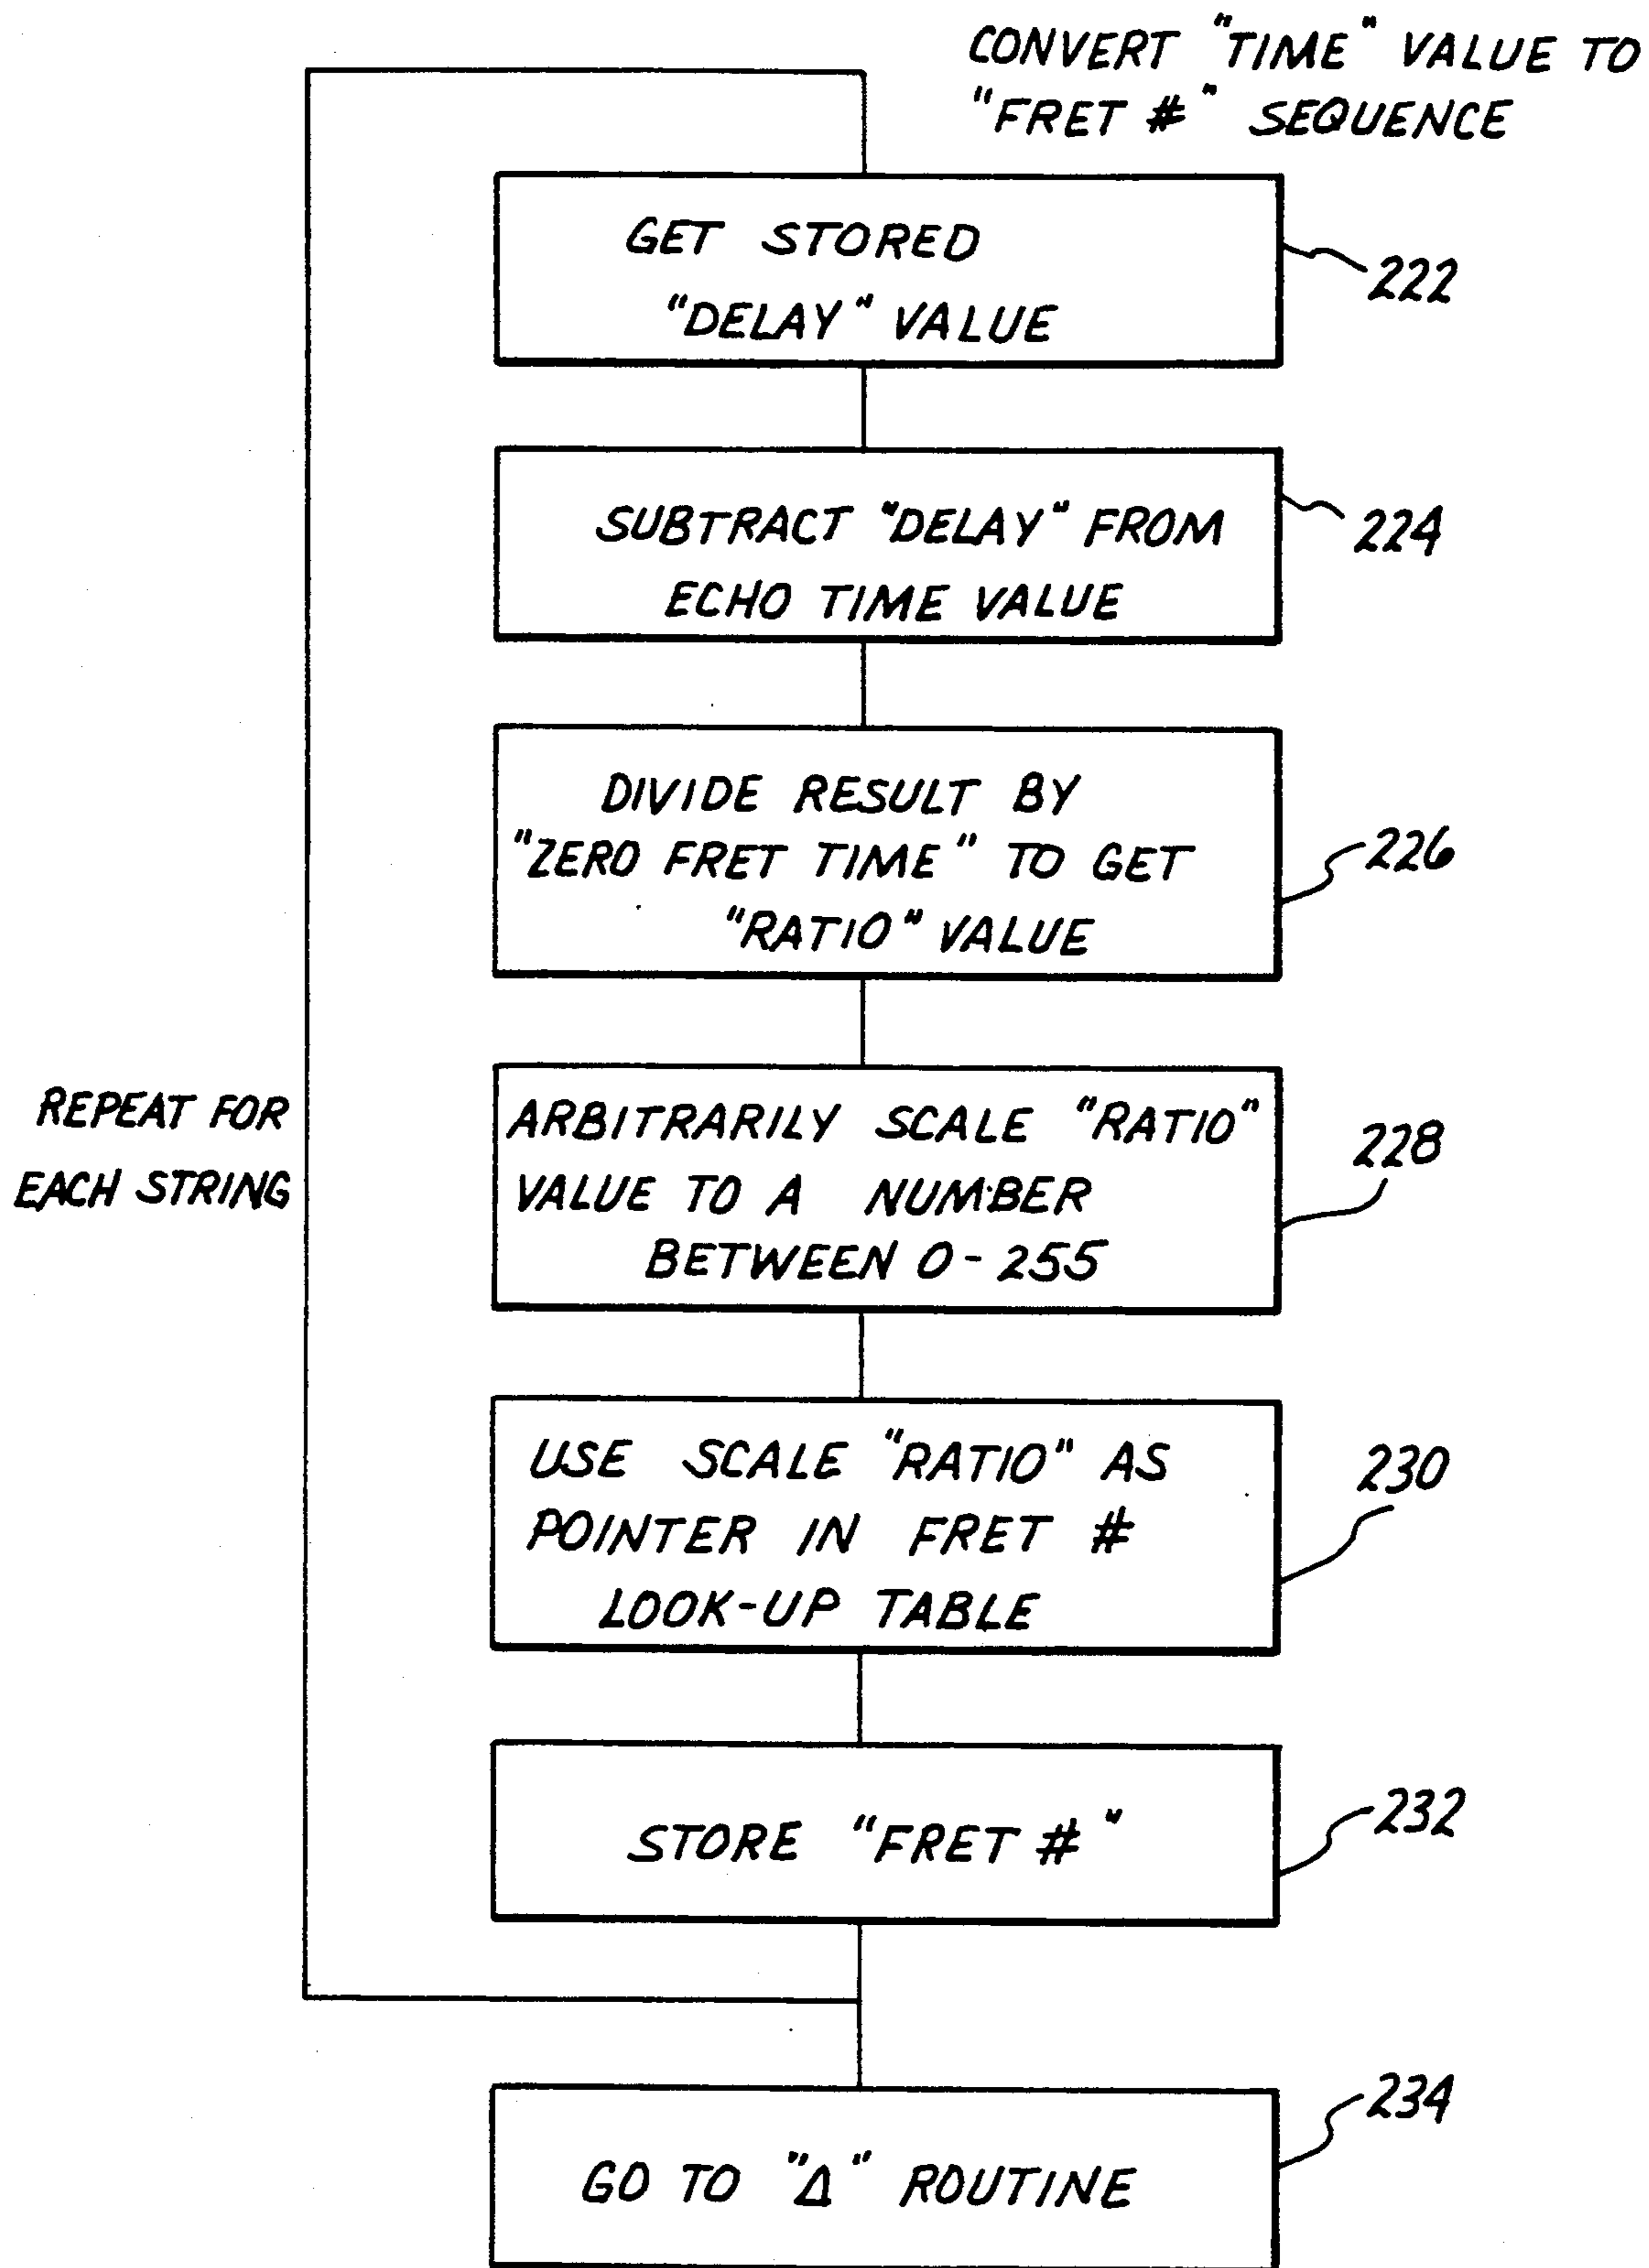 CONVERT "TIME" VALUE TO
"FRET #" SEQUENCE
GET STORED
"DELAY" VALUE
222
SUBTRACT "DELAY" FROM
ECHO TIME VALUE
224
DIVIDE RESULT BY
"ZERO FRET TIME" TO GET
"RATIO" VALUE
226
REPEAT FOR
EACH STRING
ARBITRARILY SCALE "RATIO"
VALUE TO A NUMBER
BETWEEN 0-255
228
USE SCALE "RATIO" AS
POINTER IN FRET #
LOOK-UP TABLE
230
STORE "FRET #"
232
GO TO "Δ" ROUTINE
234